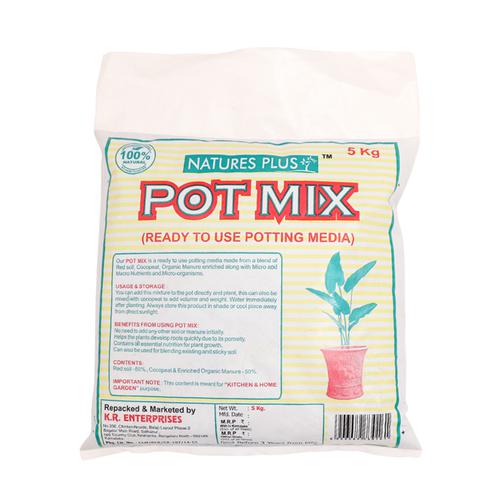 100%
NATURAL
NATURES PLUS ™
5 Kg
POT MIX
(READY TO USE POTTING MEDIA)
Our POT MIX is a ready to use potting media made from a blend of
Red soil, Cocopeat, Organic Manure enriched along with Micro and
Macro Nutrients and Micro-organisms.
USAGE & STORAGE
You can add this mixture to the pot directly and plant, this can also be
mixed with cocopeat to add volume and weight. Water immediately
after planting. Always store this product in shade or cool place away
from direct sunlight.
BENEFITS FROM USING POT MIX:
No need to add any other soil or manure initially.
Helps the plants develop roots quickly due to its porosity.
Contains all essential nutrition for plant growth.
Can also be used for blending existing and sticky soil.
CONTENTS:
Red soil - 50%, Cocopeat & Enriched Organic Manure - 50%.
IMPORTANT NOTE: This content is meant for "KITCHEN & HOME
GARDEN" purpose.
Repacked & Marketed by
K.R. ENTERPRISES
Net Wt. : 5 Kg.
Mfg. Date :
M.R.P ₹ :
M.R.P ₹ :